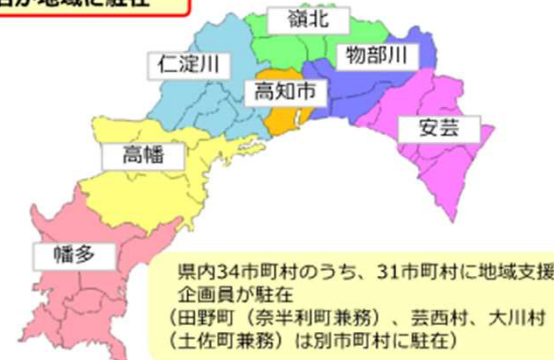 が地域に駐在
嶺北
物部川
仁淀川
高知市
安芸
高幡
幡多
県内34市町村のうち、31市町村に地域支援
企画員が駐在
（田野町（奈半利町兼務）、芸西村、大川村
（土佐町兼務）は別市町村に駐在）